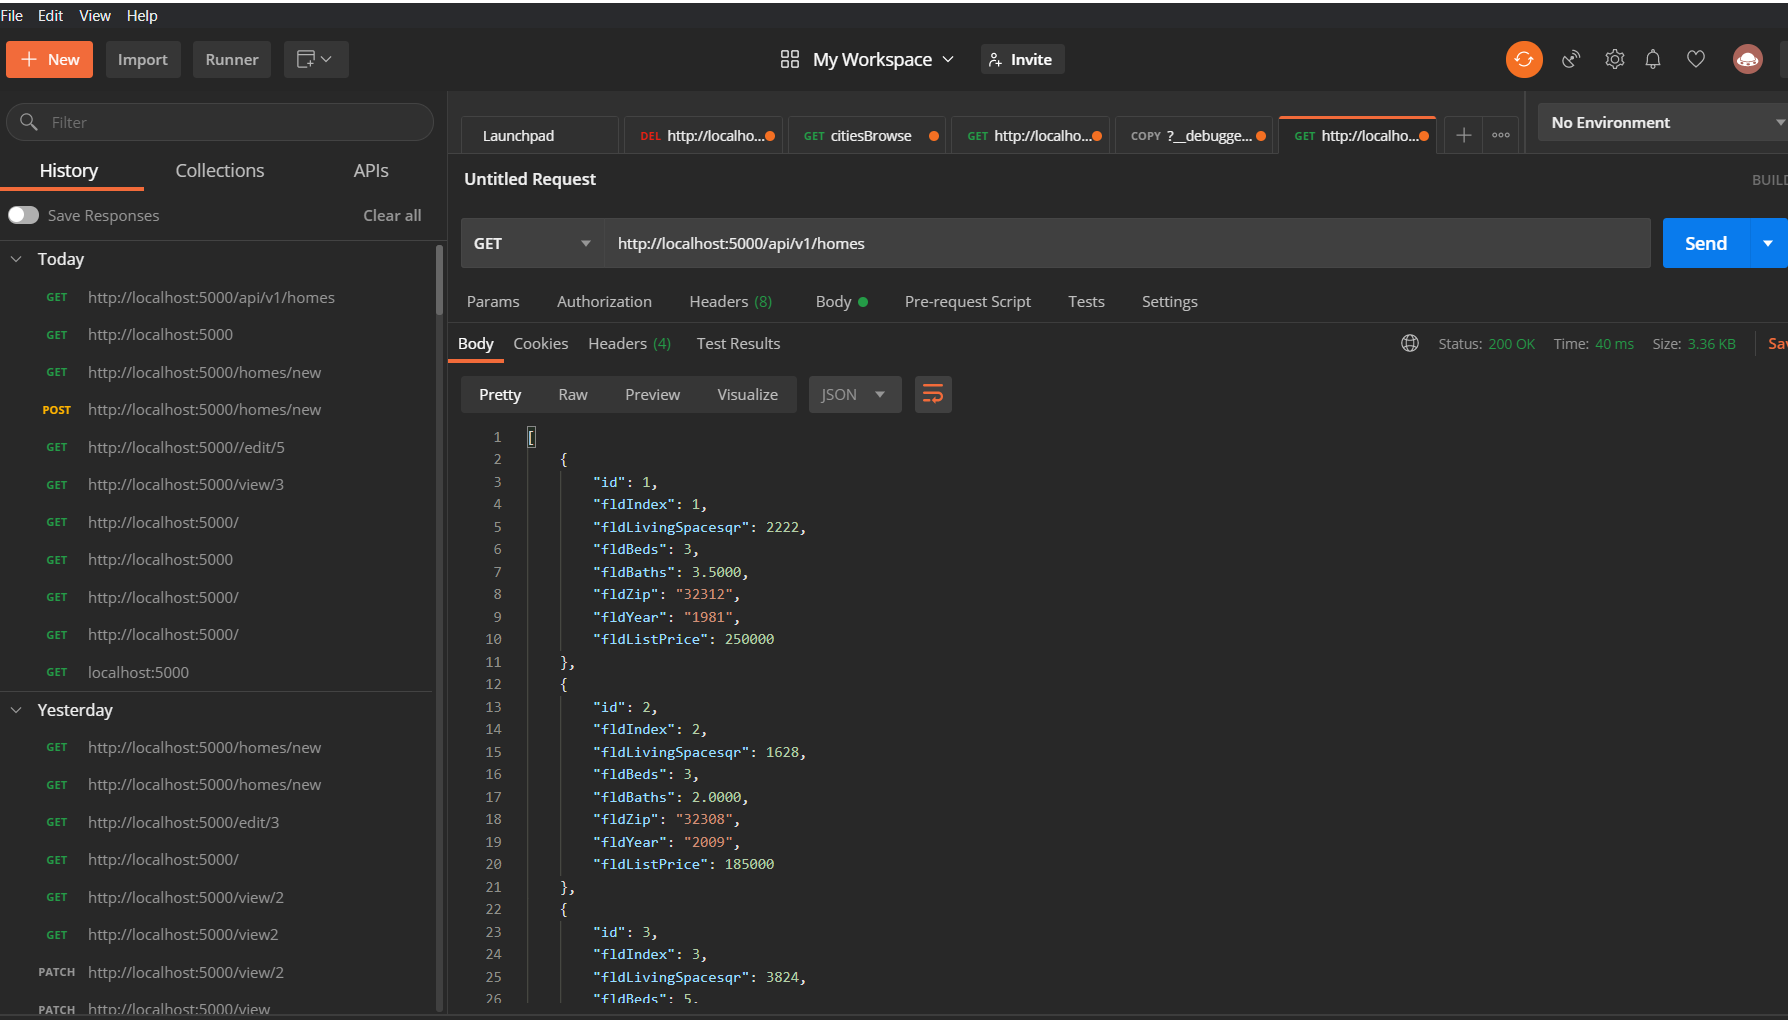 File Edit View Help
New Import Runner My Workspace Invite
Filter
History Collections APIs
Save Responses Clear all
Today
GET http://localhost:5000/api/v1/homes
GET http://localhost:5000
GET http://localhost:5000/homes/new
POST http://localhost:5000/homes/new
GET http://localhost:5000//edit/5
GET http://localhost:5000/view/3
GET http://localhost:5000/
GET http://localhost:5000
GET http://localhost:5000/
GET http://localhost:5000/
GET localhost:5000
Yesterday
GET http://localhost:5000/homes/new
GET http://localhost:5000/homes/new
GET http://localhost:5000/edit/3
GET http://localhost:5000/
GET http://localhost:5000/view/2
GET http://localhost:5000/view2
PATCH http://localhost:5000/view/2
PATCH http://localhost:5000/view
Launchpad DEL http://localho... GET citiesBrowse GET http://localho... COPY ?__debugge... GET http://localho... No Environment
Untitled Request BUILD
GET http://localhost:5000/api/v1/homes Send
Params Authorization Headers (8) Body Pre-request Script Tests Settings
Body Cookies Headers (4) Test Results Status: 200 OK Time: 40 ms Size: 3.36 KB Sav
Pretty Raw Preview Visualize JSON
1 [
2 {
3 "id": 1,
4 "fldIndex": 1,
5 "fldLivingSpacesqr": 2222,
6 "fldBeds": 3,
7 "fldBaths": 3.5000,
8 "fldZip": "32312",
9 "fldYear": "1981",
10 "fldListPrice": 250000
11 },
12 {
13 "id": 2,
14 "fldIndex": 2,
15 "fldLivingSpacesqr": 1628,
16 "fldBeds": 3,
17 "fldBaths": 2.0000,
18 "fldZip": "32308",
19 "fldYear": "2009",
20 "fldListPrice": 185000
21 },
22 {
23 "id": 3,
24 "fldIndex": 3,
25 "fldLivingSpacesqr": 3824,
26 "fldBeds": 5,